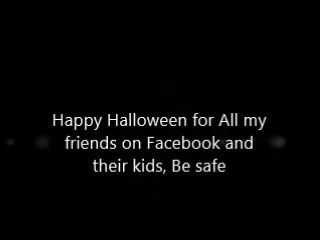 Happy Halloween for All my
friends on Facebook and
their kids, Be safe